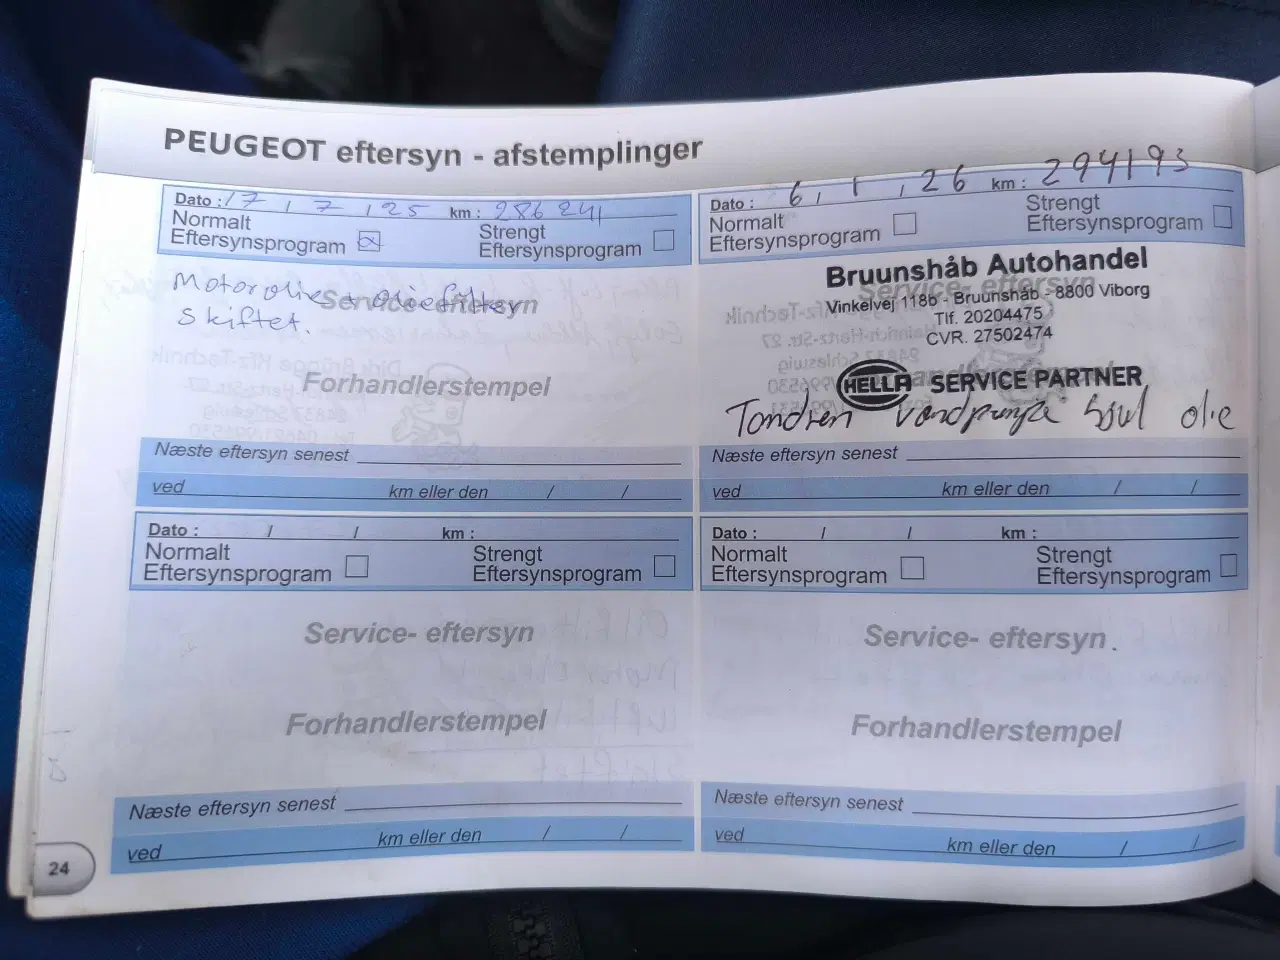 PEUGEOT eftersyn - afstemplinger
Dato : 17 / 7 / 25 km : 286241
Normalt
Eftersynsprogram
Strengt
Eftersynsprogram
Motorolie + oliefilter
skiftet.
Service- eftersyn
Forhandlerstempel
Næste eftersyn senest
ved km eller den / /
Dato : 6 / 1 / 26 km : 294193
Normalt
Eftersynsprogram
Strengt
Eftersynsprogram
Bruunshåb Autohandel
Vinkelvej 118b - Bruunshåb - 8800 Viborg
Tlf. 20204475
CVR. 27502474
HELLA SERVICE PARTNER
Tandrem vandpumpe hjul olie
Næste eftersyn senest
ved km eller den / /
Dato : / / km :
Normalt
Eftersynsprogram
Strengt
Eftersynsprogram
Service- eftersyn
Forhandlerstempel
Næste eftersyn senest
ved km eller den / /
Dato : / / km :
Normalt
Eftersynsprogram
Strengt
Eftersynsprogram
Service- eftersyn.
Forhandlerstempel
Næste eftersyn senest
ved km eller den / /
24